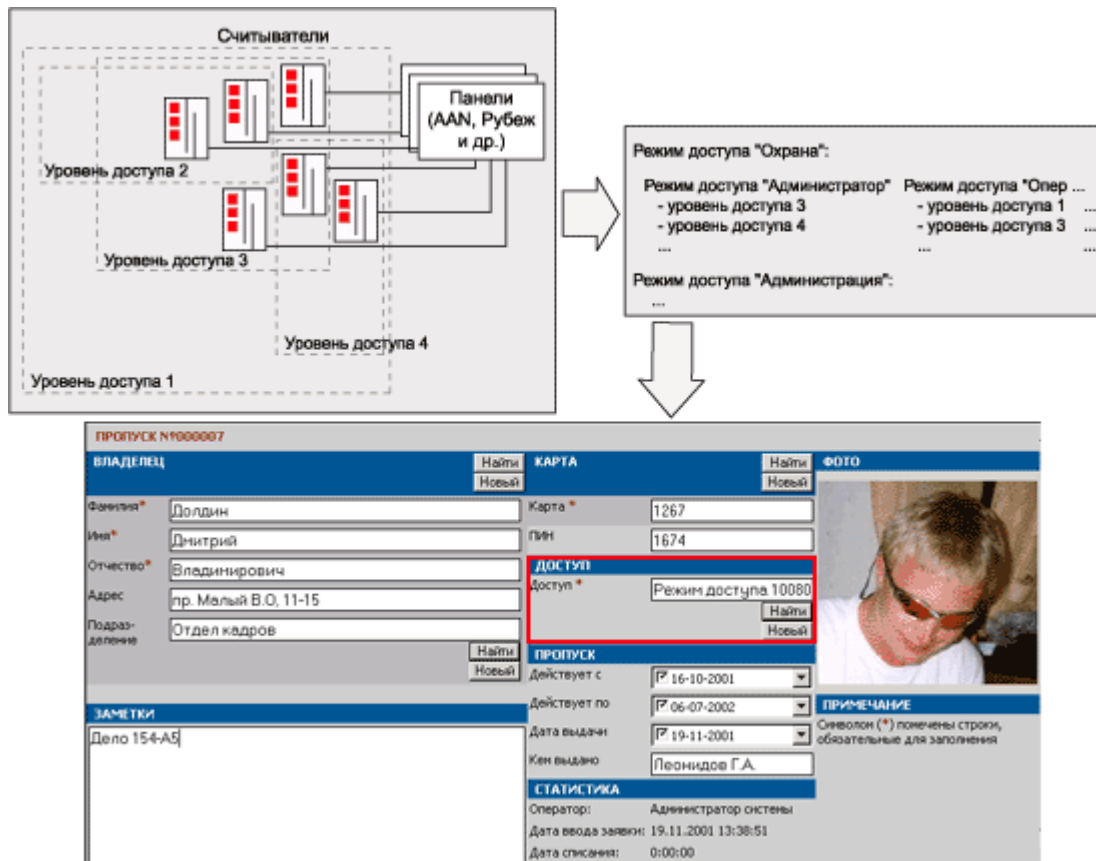 Считыватели
Панели
(AAN, Рубеж
и др.)
Уровень доступа 2
Уровень доступа 3
Уровень доступа 4
Уровень доступа 1
Режим доступа "Охрана":
Режим доступа "Администратор" Режим доступа "Опер ...
- уровень доступа 3 - уровень доступа 1 ...
- уровень доступа 4 - уровень доступа 3 ...
... ... ...
Режим доступа "Администрация":
...
ПРОПУСК №000007
ВЛАДЕЛЕЦ
Найти
Новый
Фамилия* Долдин
Имя* Дмитрий
Отчество* Владимирович
Адрес пр. Малый В.О, 11-15
Подраз-
деление Отдел кадров
Найти
Новый
ЗАМЕТКИ
Дело 154-А5
КАРТА
Найти
Новый
Карта * 1267
ПИН 1674
ДОСТУП
Доступ * Режим доступа 10080
Найти
Новый
ПРОПУСК
Действует с 16-10-2001
Действует по 06-07-2002
Дата выдачи 19-11-2001
Кем выдано Леонидов Г.А.
СТАТИСТИКА
Оператор: Администратор системы
Дата ввода заявки: 19.11.2001 13:38:51
Дата списания: 0:00:00
ФОТО
ПРИМЕЧАНИЕ
Символом (*) помечены строки,
обязательные для заполнения